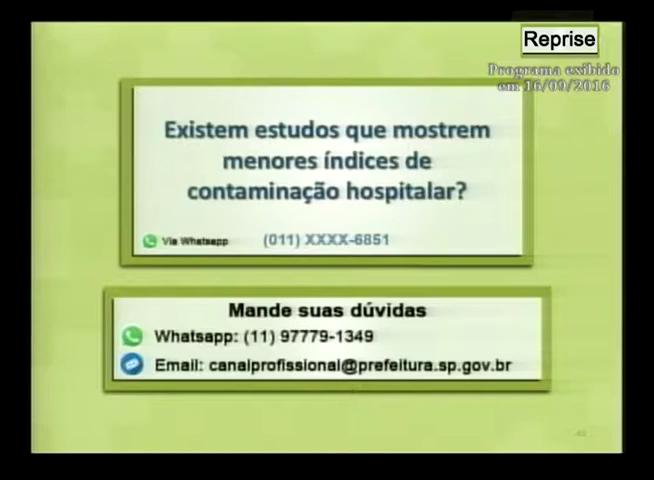 Reprise
Programa exibido
em 16/09/2016
Existem estudos que mostrem
menores índices de
contaminação hospitalar?
Via Whatsapp (011) XXXX-6851
Mande suas dúvidas
Whatsapp: (11) 97779-1349
Email: canalprofissional@prefeitura.sp.gov.br